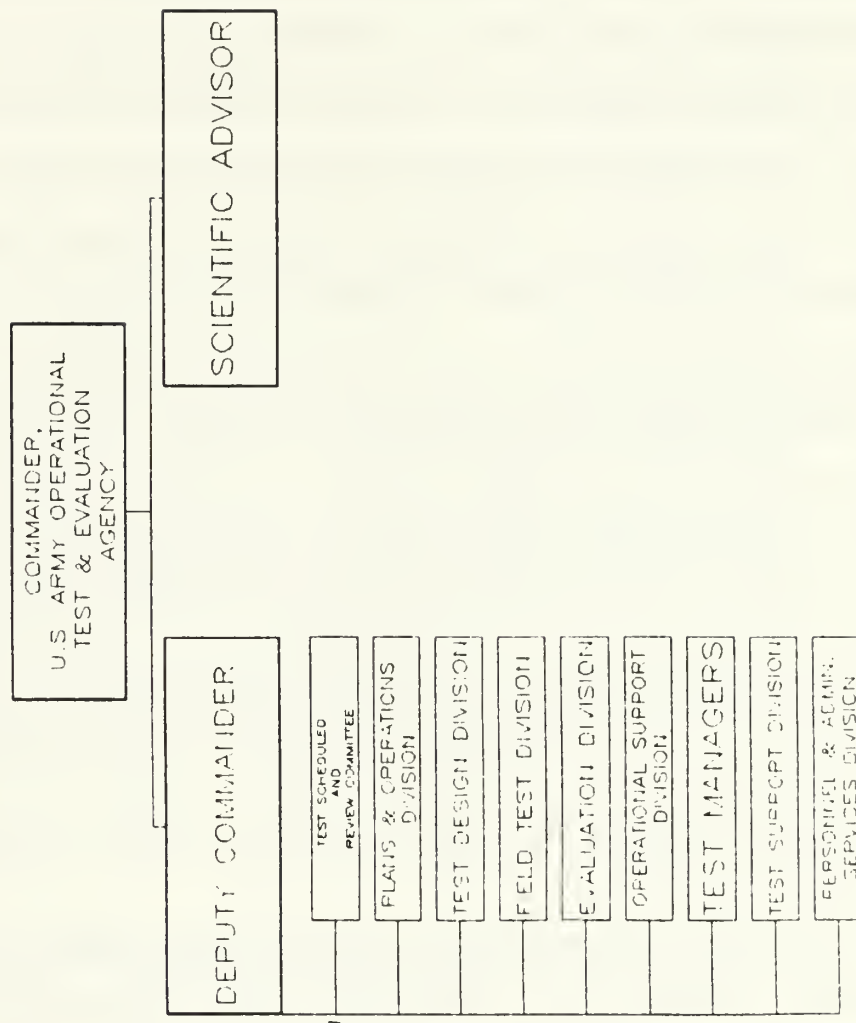 COMMANDER,
U.S ARMY OPERATIONAL
TEST & EVALUATION
AGENCY
SCIENTIFIC ADVISOR
DEPUTY COMMANDER
TEST SCHEDULED
AND
REVIEW COMMITTEE
PLANS & OPERATIONS
DIVISION
TEST DESIGN DIVISION
FIELD TEST DIVISION
EVALUATION DIVISION
OPERATIONAL SUPPORT
DIVISION
TEST MANAGERS
TEST SUPPORT DIVISION
PERSONNEL & ADMIN.
SERVICES DIVISION